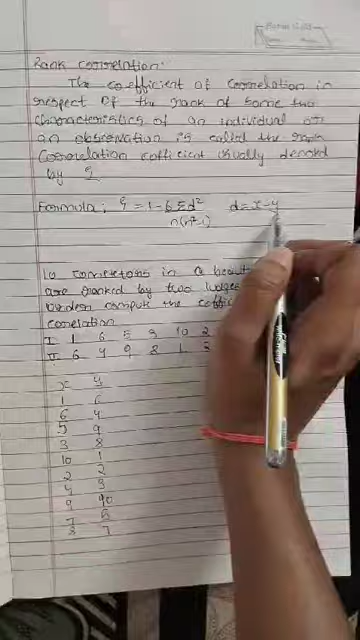 Rank correlation:
The coefficient of Correlation in
respect of the rank of some two
characteristics of an individual or
an observation is called the rank
Correlation cofficient usually denoted
by ρ
Formula; ρ = 1 - 6Σd² / n(n²-1) d = x - y
10 competetors in a beaut
are ranked by two Judges
compute the coffic
correlation
I 1 6 5 3 10 2
II 6 4 9 8 1 2
x y
1 6
6 4
5 9
3 8
10 1
2 2
4 3
9 10
7 5
8 7